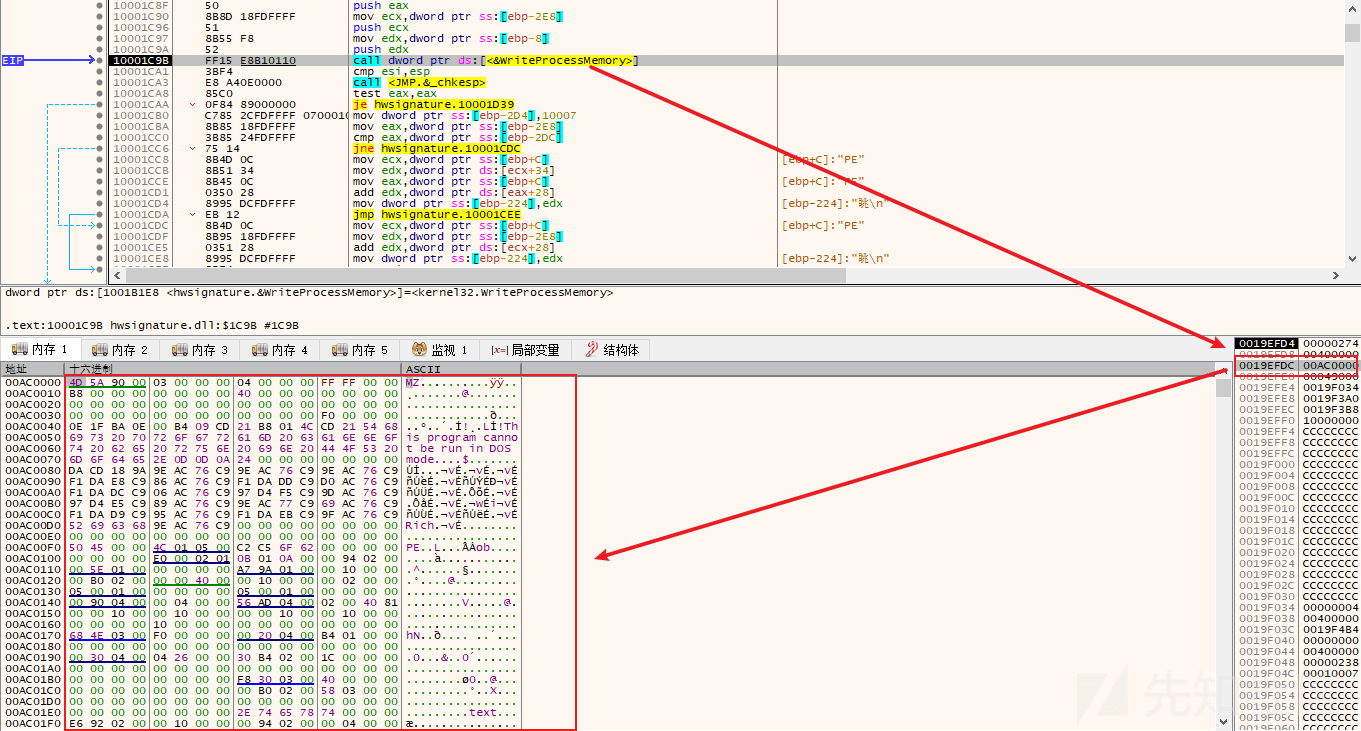 10001C8F 50 push eax
10001C90 8B8D 18FDFFFF mov ecx,dword ptr ss:[ebp-2E8]
10001C96 51 push ecx
10001C97 8B55 F8 mov edx,dword ptr ss:[ebp-8]
10001C9A 52 push edx
EIP 10001C9B FF15 E8B10110 call dword ptr ds:[<&WriteProcessMemory>]
10001CA1 3BF4 cmp esi,esp
10001CA3 E8 A40E0000 call <JMP.&_chkesp>
10001CA8 85C0 test eax,eax
10001CAA 0F84 89000000 je hwsignature.10001D39
10001CB0 C785 2CFDFFFF 0700010 mov dword ptr ss:[ebp-2D4],10007
10001CBA 8B85 18FDFFFF mov eax,dword ptr ss:[ebp-2E8]
10001CC0 3B85 24FDFFFF cmp eax,dword ptr ss:[ebp-2DC]
10001CC6 75 14 jne hwsignature.10001CDC
10001CC8 8B4D 0C mov ecx,dword ptr ss:[ebp+C] [ebp+C]:"PE"
10001CCB 8B51 34 mov edx,dword ptr ds:[ecx+34]
10001CCE 8B45 0C mov eax,dword ptr ss:[ebp+C] [ebp+C]:"PE"
10001CD1 0350 28 add edx,dword ptr ds:[eax+28]
10001CD4 8995 DCFDFFFF mov dword ptr ss:[ebp-224],edx
10001CDA EB 12 jmp hwsignature.10001CEE
10001CDC 8B4D 0C mov ecx,dword ptr ss:[ebp+C] [ebp+C]:"PE"
10001CDF 8B95 18FDFFFF mov edx,dword ptr ss:[ebp-2E8]
10001CE5 0351 28 add edx,dword ptr ds:[ecx+28]
10001CE8 8995 DCFDFFFF mov dword ptr ss:[ebp-224],edx
dword ptr ds:[1001B1E8 <hwsignature.&WriteProcessMemory>]=<kernel32.WriteProcessMemory>
.text:10001C9B hwsignature.dll:$1C9B #1C9B
内存 1 内存 2 内存 3 内存 4 内存 5 监视 1 [x=] 局部变量 结构体
地址 十六进制 ASCII
00AC0000 4D 5A 90 00 03 00 00 00 04 00 00 00 FF FF 00 00 MZ.........ÿÿ..
00AC0010 B8 00 00 00 00 00 00 00 40 00 00 00 00 00 00 00
00AC0020 00 00 00 00 00 00 00 00 00 00 00 00 00 00 00 00
00AC0030 00 00 00 00 00 00 00 00 00 00 00 00 F0 00 00 00
00AC0040 0E 1F BA 0E 00 B4 09 CD 21 B8 01 4C CD 21 54 68 ..º..´.Í!¸.LÍ!Th
00AC0050 69 73 20 70 72 6F 67 72 61 6D 20 63 61 6E 6E 6F is program canno
00AC0060 74 20 62 65 20 72 75 6E 20 69 6E 20 44 4F 53 20 t be run in DOS
00AC0070 6D 6F 64 65 2E 0D 0D 0A 24 00 00 00 00 00 00 00 mode....$.......
00AC0080 DA CD 18 9A 9E AC 76 C9 9E AC 76 C9 9E AC 76 C9 ÚÍ...¬vÉ.¬vÉ.¬vÉ
00AC0090 F1 DA E8 C9 86 AC 76 C9 F1 DA DD C9 D0 AC 76 C9 ñÚèÉ.¬vÉñÚÝÉÐ¬vÉ
00AC00A0 F1 DA DC C9 06 AC 76 C9 97 D4 F5 C9 9D AC 76 C9 ñÚÜÉ.¬vÉ.ÔõÉ.¬vÉ
00AC00B0 97 D4 E5 C9 89 AC 76 C9 9E AC 77 C9 69 AC 76 C9 .ÔåÉ.¬vÉ.¬wÉi¬vÉ
00AC00C0 F1 DA D9 C9 95 AC 76 C9 F1 DA EB C9 9F AC 76 C9 ñÚÙÉ.¬vÉñÚëÉ.¬vÉ
00AC00D0 52 69 63 68 9E AC 76 C9 00 00 00 00 00 00 00 00 Rich.¬vÉ........
00AC00E0 00 00 00 00 00 00 00 00 00 00 00 00 00 00 00 00
00AC00F0 50 45 00 00 4C 01 05 00 C2 C5 6F 62 00 00 00 00 PE..L...ÂÅob....
00AC0100 00 00 00 00 E0 00 02 01 0B 01 0A 00 00 94 02 00
00AC0110 00 5E 01 00 00 00 00 00 A7 9A 01 00 00 10 00 00
00AC0120 00 B0 02 00 00 00 40 00 00 10 00 00 00 02 00 00
00AC0130 05 00 01 00 00 00 00 00 05 00 01 00 00 00 00 00
00AC0140 00 90 04 00 00 04 00 00 56 AD 04 00 02 00 40 81
00AC0150 00 00 10 00 00 10 00 00 00 00 10 00 00 10 00 00
00AC0160 00 00 00 00 10 00 00 00 00 00 00 00 00 00 00 00
00AC0170 68 4E 03 00 F0 00 00 00 00 20 04 00 B4 01 00 00
00AC0180 00 00 00 00 00 00 00 00 00 00 00 00 00 00 00 00
00AC0190 00 30 04 00 04 26 00 00 30 B4 02 00 1C 00 00 00
00AC01A0 00 00 00 00 00 00 00 00 00 00 00 00 00 00 00 00
00AC01B0 00 00 00 00 00 00 00 00 F8 30 03 00 40 00 00 00
00AC01C0 00 00 00 00 00 00 00 00 00 B0 02 00 58 03 00 00
00AC01D0 00 00 00 00 00 00 00 00 00 00 00 00 00 00 00 00
00AC01E0 00 00 00 00 00 00 00 00 2E 74 65 78 74 00 00 00 .text...
00AC01F0 E6 92 02 00 00 10 00 00 00 94 02 00 00 04 00 00
0019EFD4 00000274
0019EFD8 00400000
0019EFDC 00AC0000
0019EFE0 00049000
0019EFE4 0019F034
0019EFE8 0019F3A0
0019EFEC 0019F3B8
0019EFF0 10000000
0019EFF4 CCCCCCCC
0019EFF8 CCCCCCCC
0019EFFC CCCCCCCC
0019F000 CCCCCCCC
0019F004 CCCCCCCC
0019F008 CCCCCCCC
0019F00C CCCCCCCC
0019F010 CCCCCCCC
0019F014 CCCCCCCC
0019F018 CCCCCCCC
0019F01C CCCCCCCC
0019F020 CCCCCCCC
0019F024 CCCCCCCC
0019F028 CCCCCCCC
0019F02C CCCCCCCC
0019F030 CCCCCCCC
0019F034 00000004
0019F038 00400000
0019F03C 0019F4B4
0019F040 00000000
0019F044 00400000
0019F048 00000238
0019F04C 00010007
0019F050 CCCCCCCC
0019F054 CCCCCCCC
0019F058 CCCCCCCC
0019F05C CCCCCCCC
先知